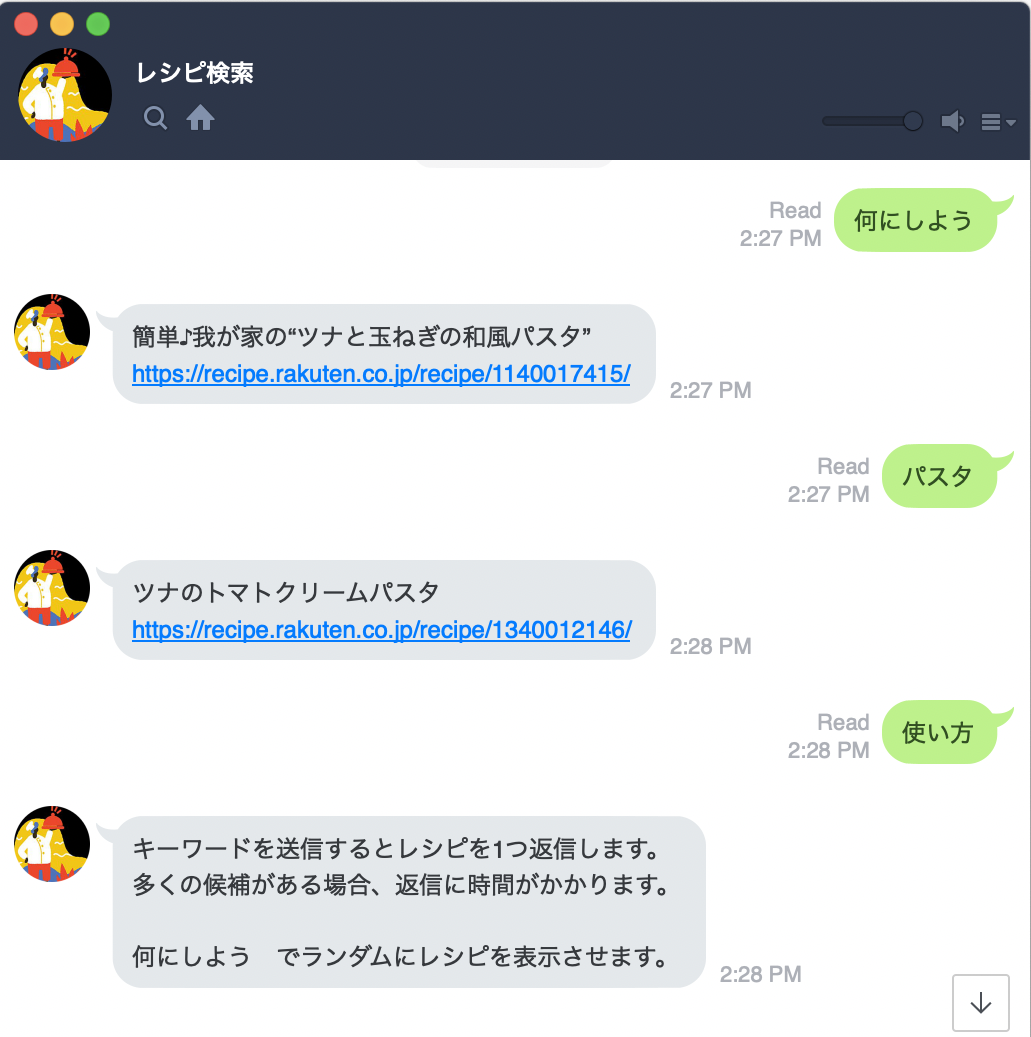 レシピ検索
Read
2:27 PM
何にしよう
簡単♪我が家の“ツナと玉ねぎの和風パスタ”
https://recipe.rakuten.co.jp/recipe/1140017415/
2:27 PM
Read
2:27 PM
パスタ
ツナのトマトクリームパスタ
https://recipe.rakuten.co.jp/recipe/1340012146/
2:28 PM
Read
2:28 PM
使い方
キーワードを送信するとレシピを1つ返信します。
多くの候補がある場合、返信に時間がかかります。
何にしよう　でランダムにレシピを表示させます。
2:28 PM